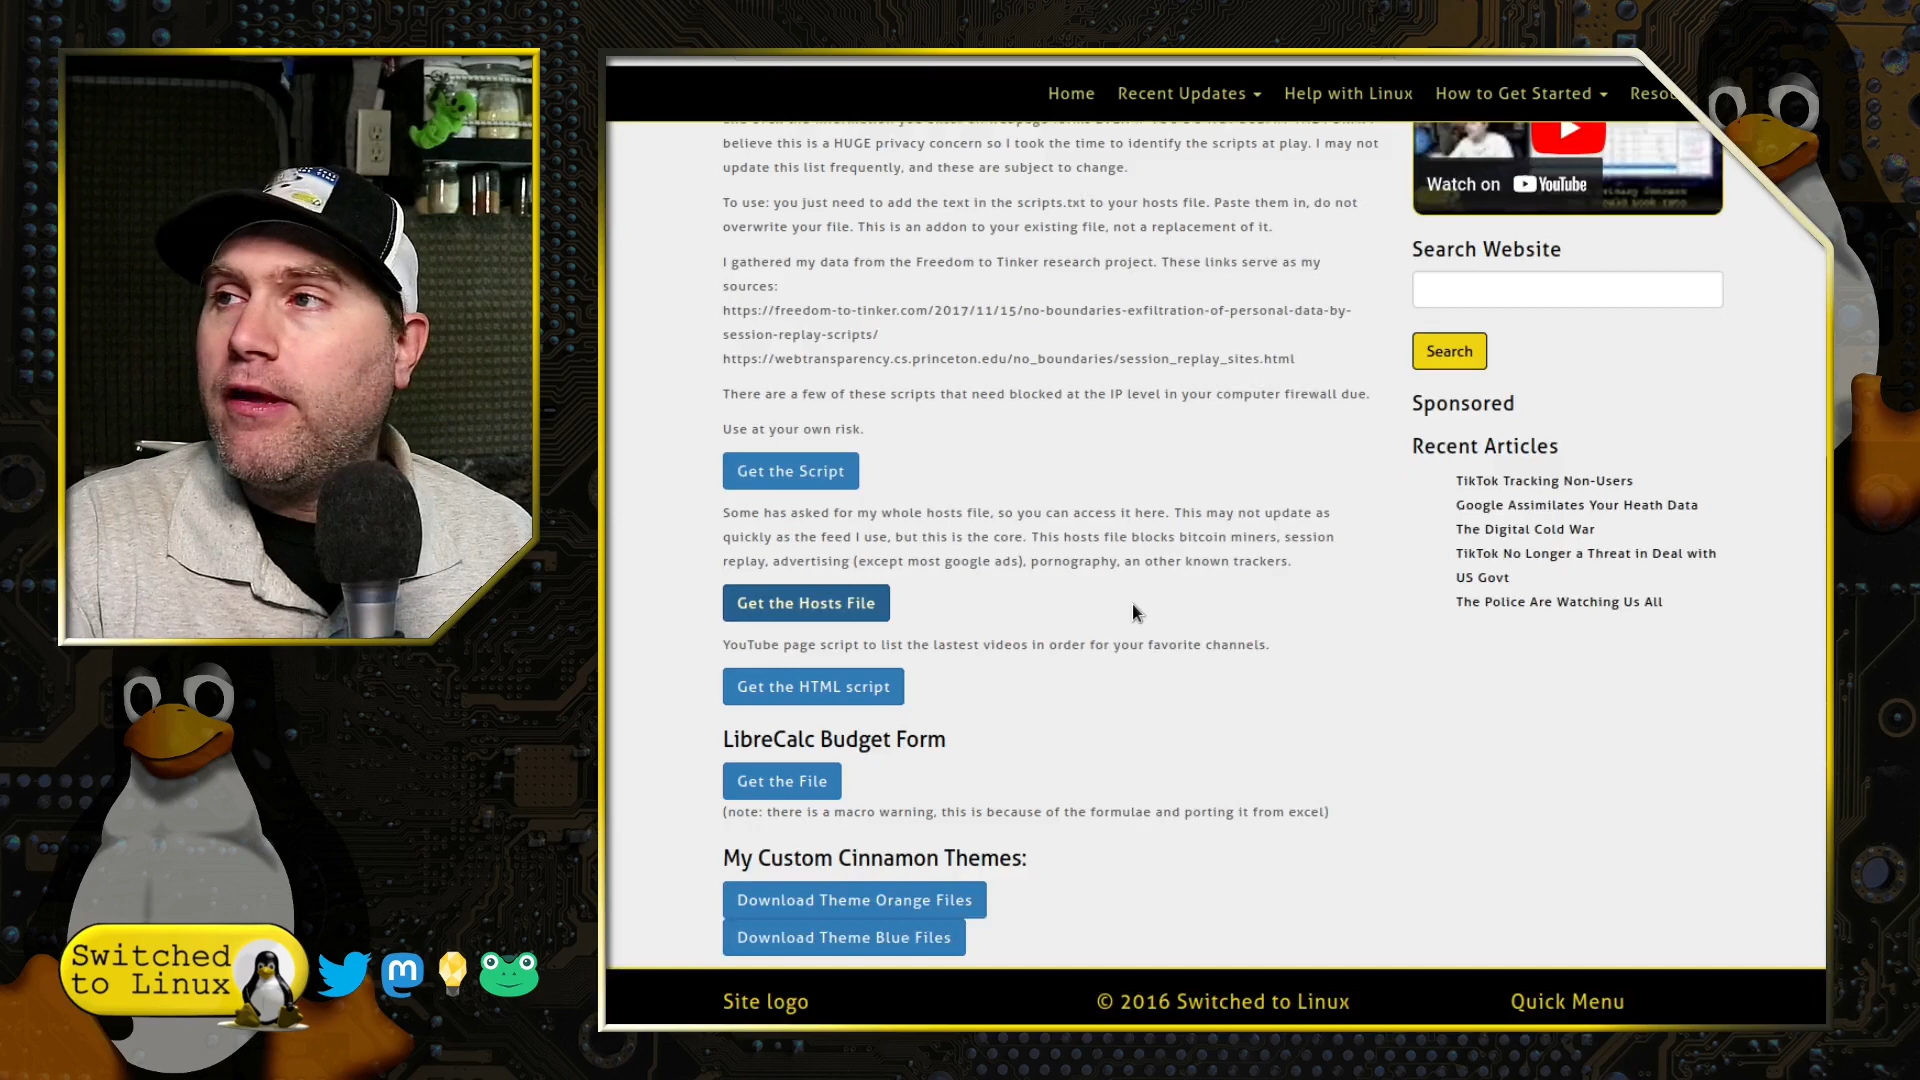 Home Recent Updates Help with Linux How to Get Started
believe this is a HUGE privacy concern so I took the time to identify the scripts at play. I may not
update this list frequently, and these are subject to change.
To use: you just need to add the text in the scripts.txt to your hosts file. Paste them in, do not
overwrite your file. This is an addon to your existing file, not a replacement of it.
I gathered my data from the Freedom to Tinker research project. These links serve as my
sources:
https://freedom-to-tinker.com/2017/11/15/no-boundaries-exfiltration-of-personal-data-by-
session-replay-scripts/
https://webtransparency.cs.princeton.edu/no_boundaries/session_replay_sites.html
There are a few of these scripts that need blocked at the IP level in your computer firewall due.
Use at your own risk.
Get the Script
Some has asked for my whole hosts file, so you can access it here. This may not update as
quickly as the feed I use, but this is the core. This hosts file blocks bitcoin miners, session
replay, advertising (except most google ads), pornography, an other known trackers.
Get the Hosts File
YouTube page script to list the lastest videos in order for your favorite channels.
Get the HTML script
LibreCalc Budget Form
Get the File
(note: there is a macro warning, this is because of the formulae and porting it from excel)
My Custom Cinnamon Themes:
Download Theme Orange Files
Download Theme Blue Files
Watch on YouTube
Search Website
Search
Sponsored
Recent Articles
TikTok Tracking Non-Users
Google Assimilates Your Heath Data
The Digital Cold War
TikTok No Longer a Threat in Deal with
US Govt
The Police Are Watching Us All
Site logo
© 2016 Switched to Linux
Quick Menu
Switched
to Linux